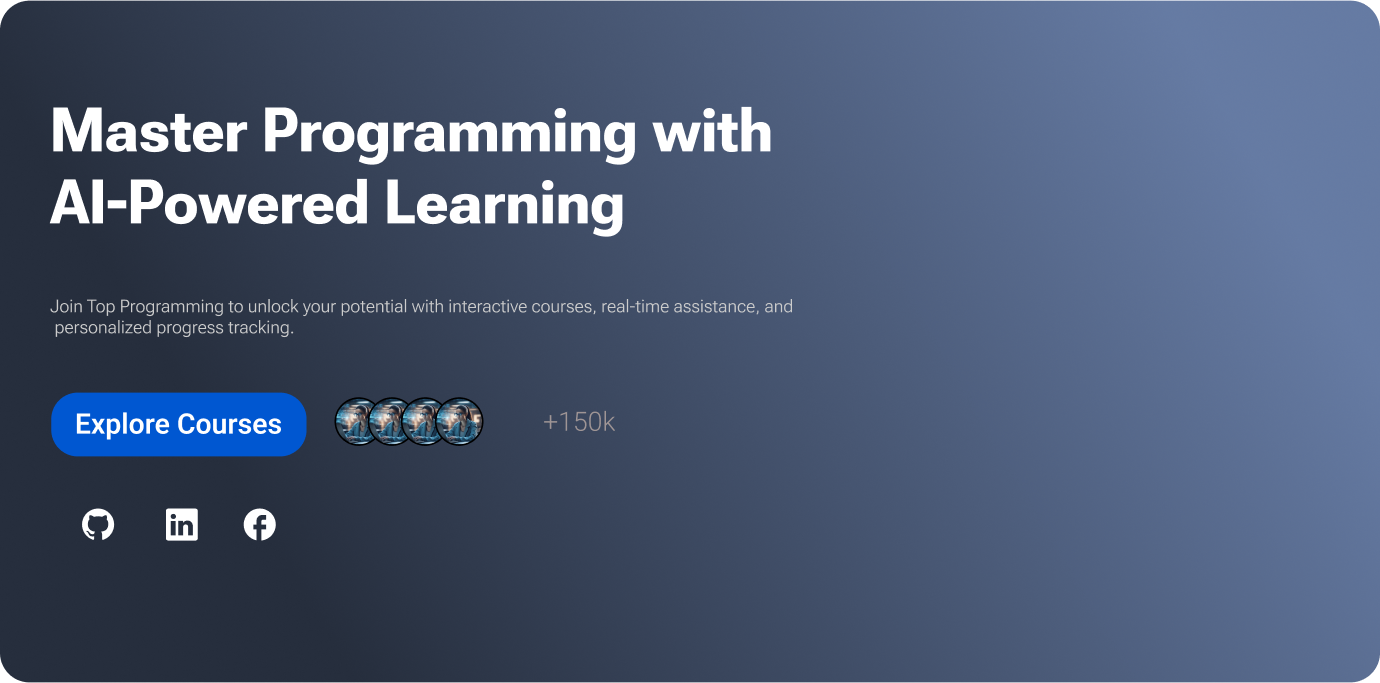 Master Programming with
AI-Powered Learning
Join Top Programming to unlock your potential with interactive courses, real-time assistance, and
personalized progress tracking.
Explore Courses
+150k
in